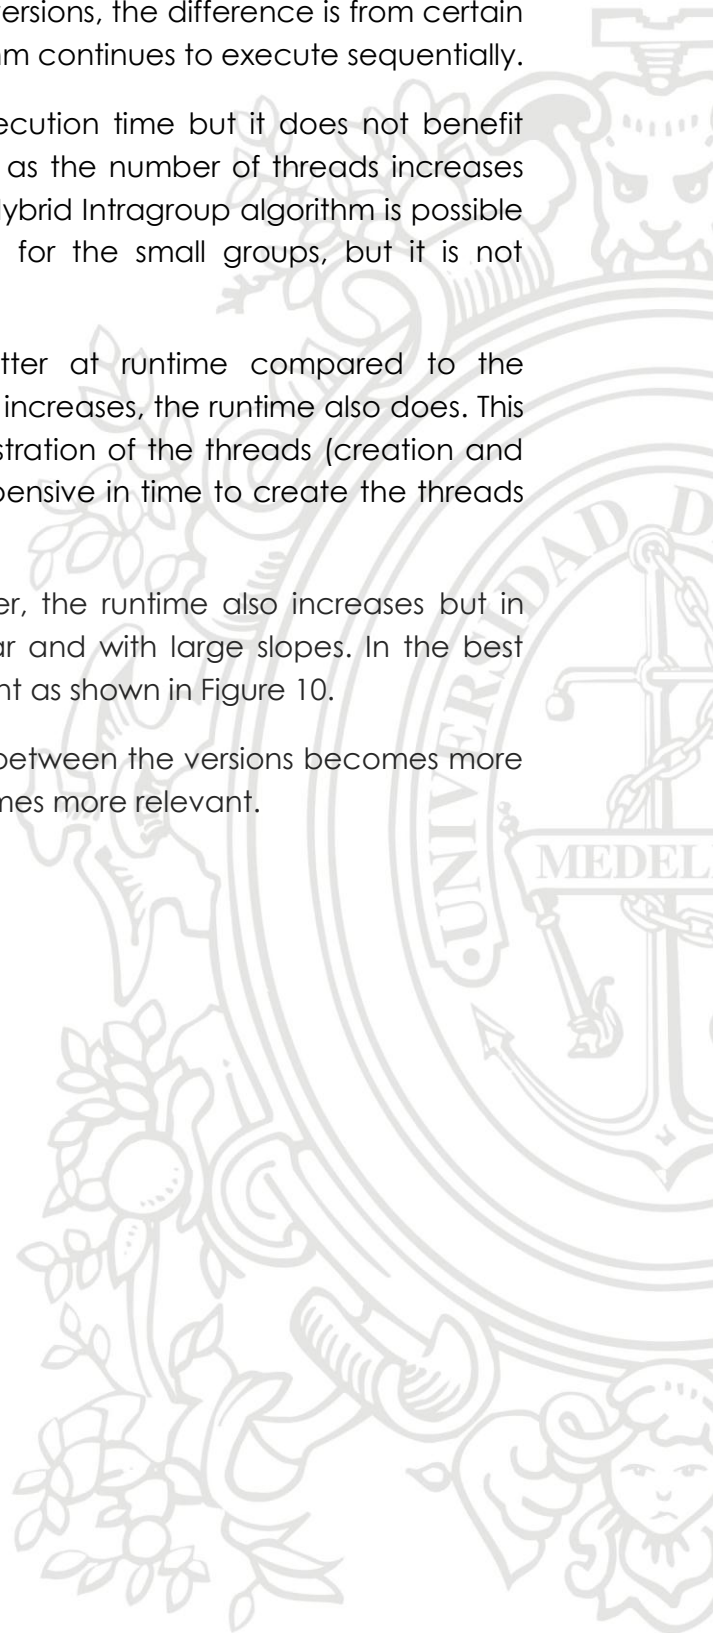 ersions, the difference is from certain
m continues to execute sequentially.
ecution time but it does not benefit
as the number of threads increases
ybrid Intragroup algorithm is possible
for the small groups, but it is not
tter at runtime compared to the
increases, the runtime also does. This
stration of the threads (creation and
pensive in time to create the threads
er, the runtime also increases but in
ar and with large slopes. In the best
nt as shown in Figure 10.
between the versions becomes more
mes more relevant.
UNIVERSIDAD D
MEDEL